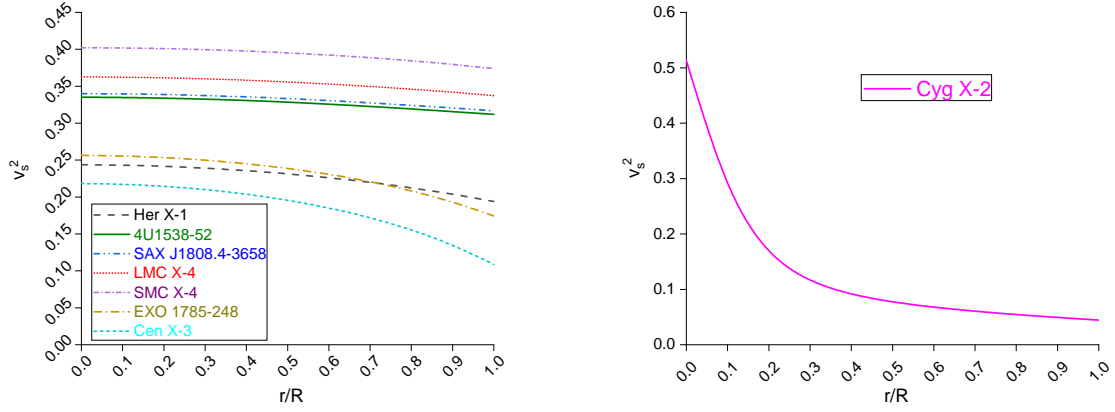 0.45
0.40
0.35
0.30
0.25
0.20
0.15
0.10
0.05
0.00
v_s^2
Her X-1
4U1538-52
SAX J1808.4-3658
LMC X-4
SMC X-4
EXO 1785-248
Cen X-3
0.0 0.1 0.2 0.3 0.4 0.5 0.6 0.7 0.8 0.9 1.0
r/R
0.6
0.5
0.4
0.3
0.2
0.1
0.0
v_s^2
Cyg X-2
0.0 0.1 0.2 0.3 0.4 0.5 0.6 0.7 0.8 0.9 1.0
r/R